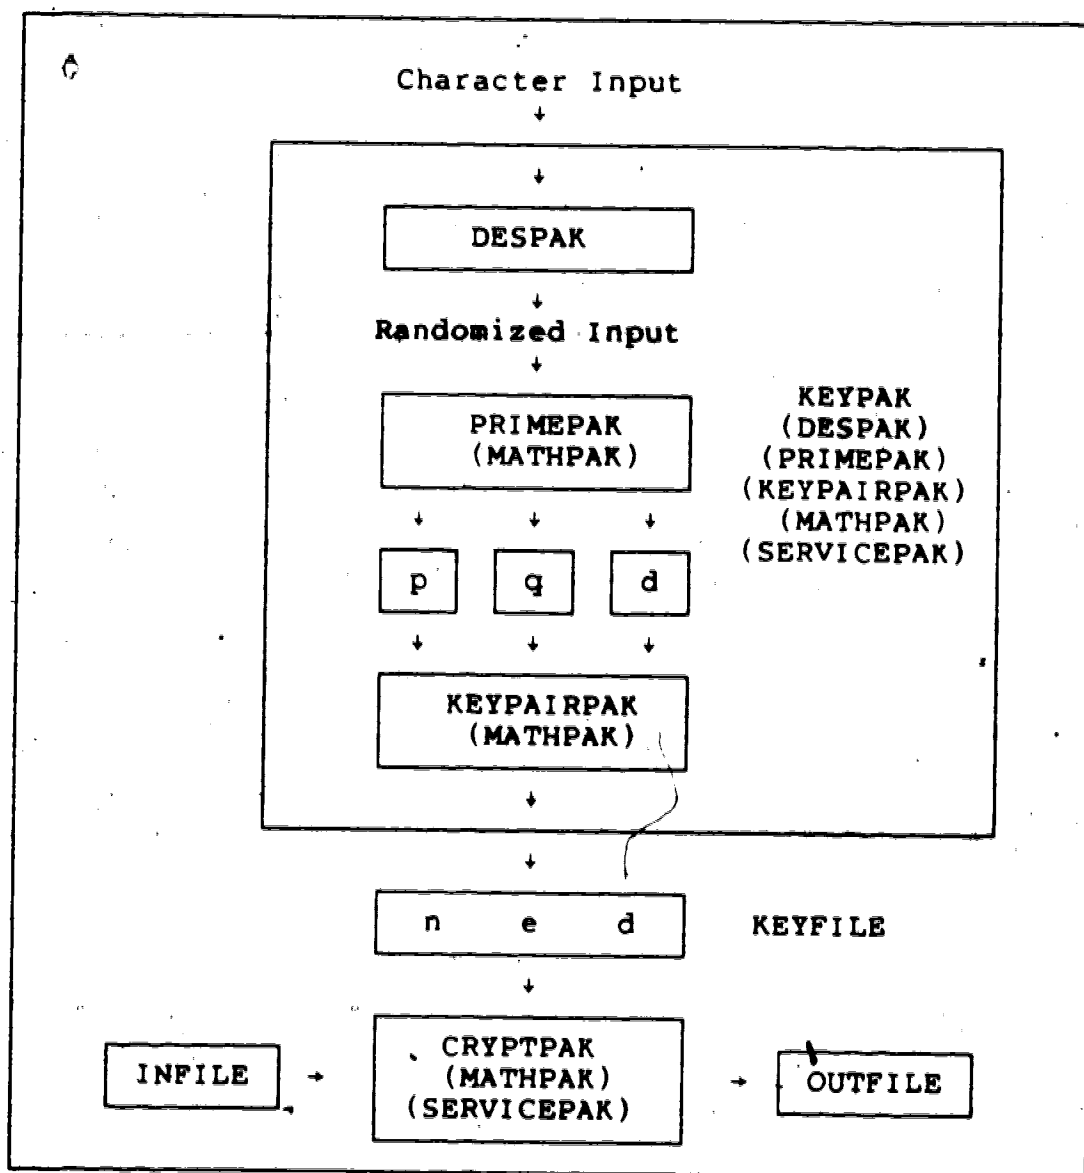 Character Input
DESPAK
Randomized Input
PRIMEPAK
(MATHPAK)
KEYPAK
(DESPAK)
(PRIMEPAK)
(KEYPAIRPAK)
(MATHPAK)
(SERVICEPAK)
p q d
KEYPAIRPAK
(MATHPAK)
n e d KEYFILE
CRYPTPAK
(MATHPAK)
(SERVICEPAK)
INFILE
OUTFILE